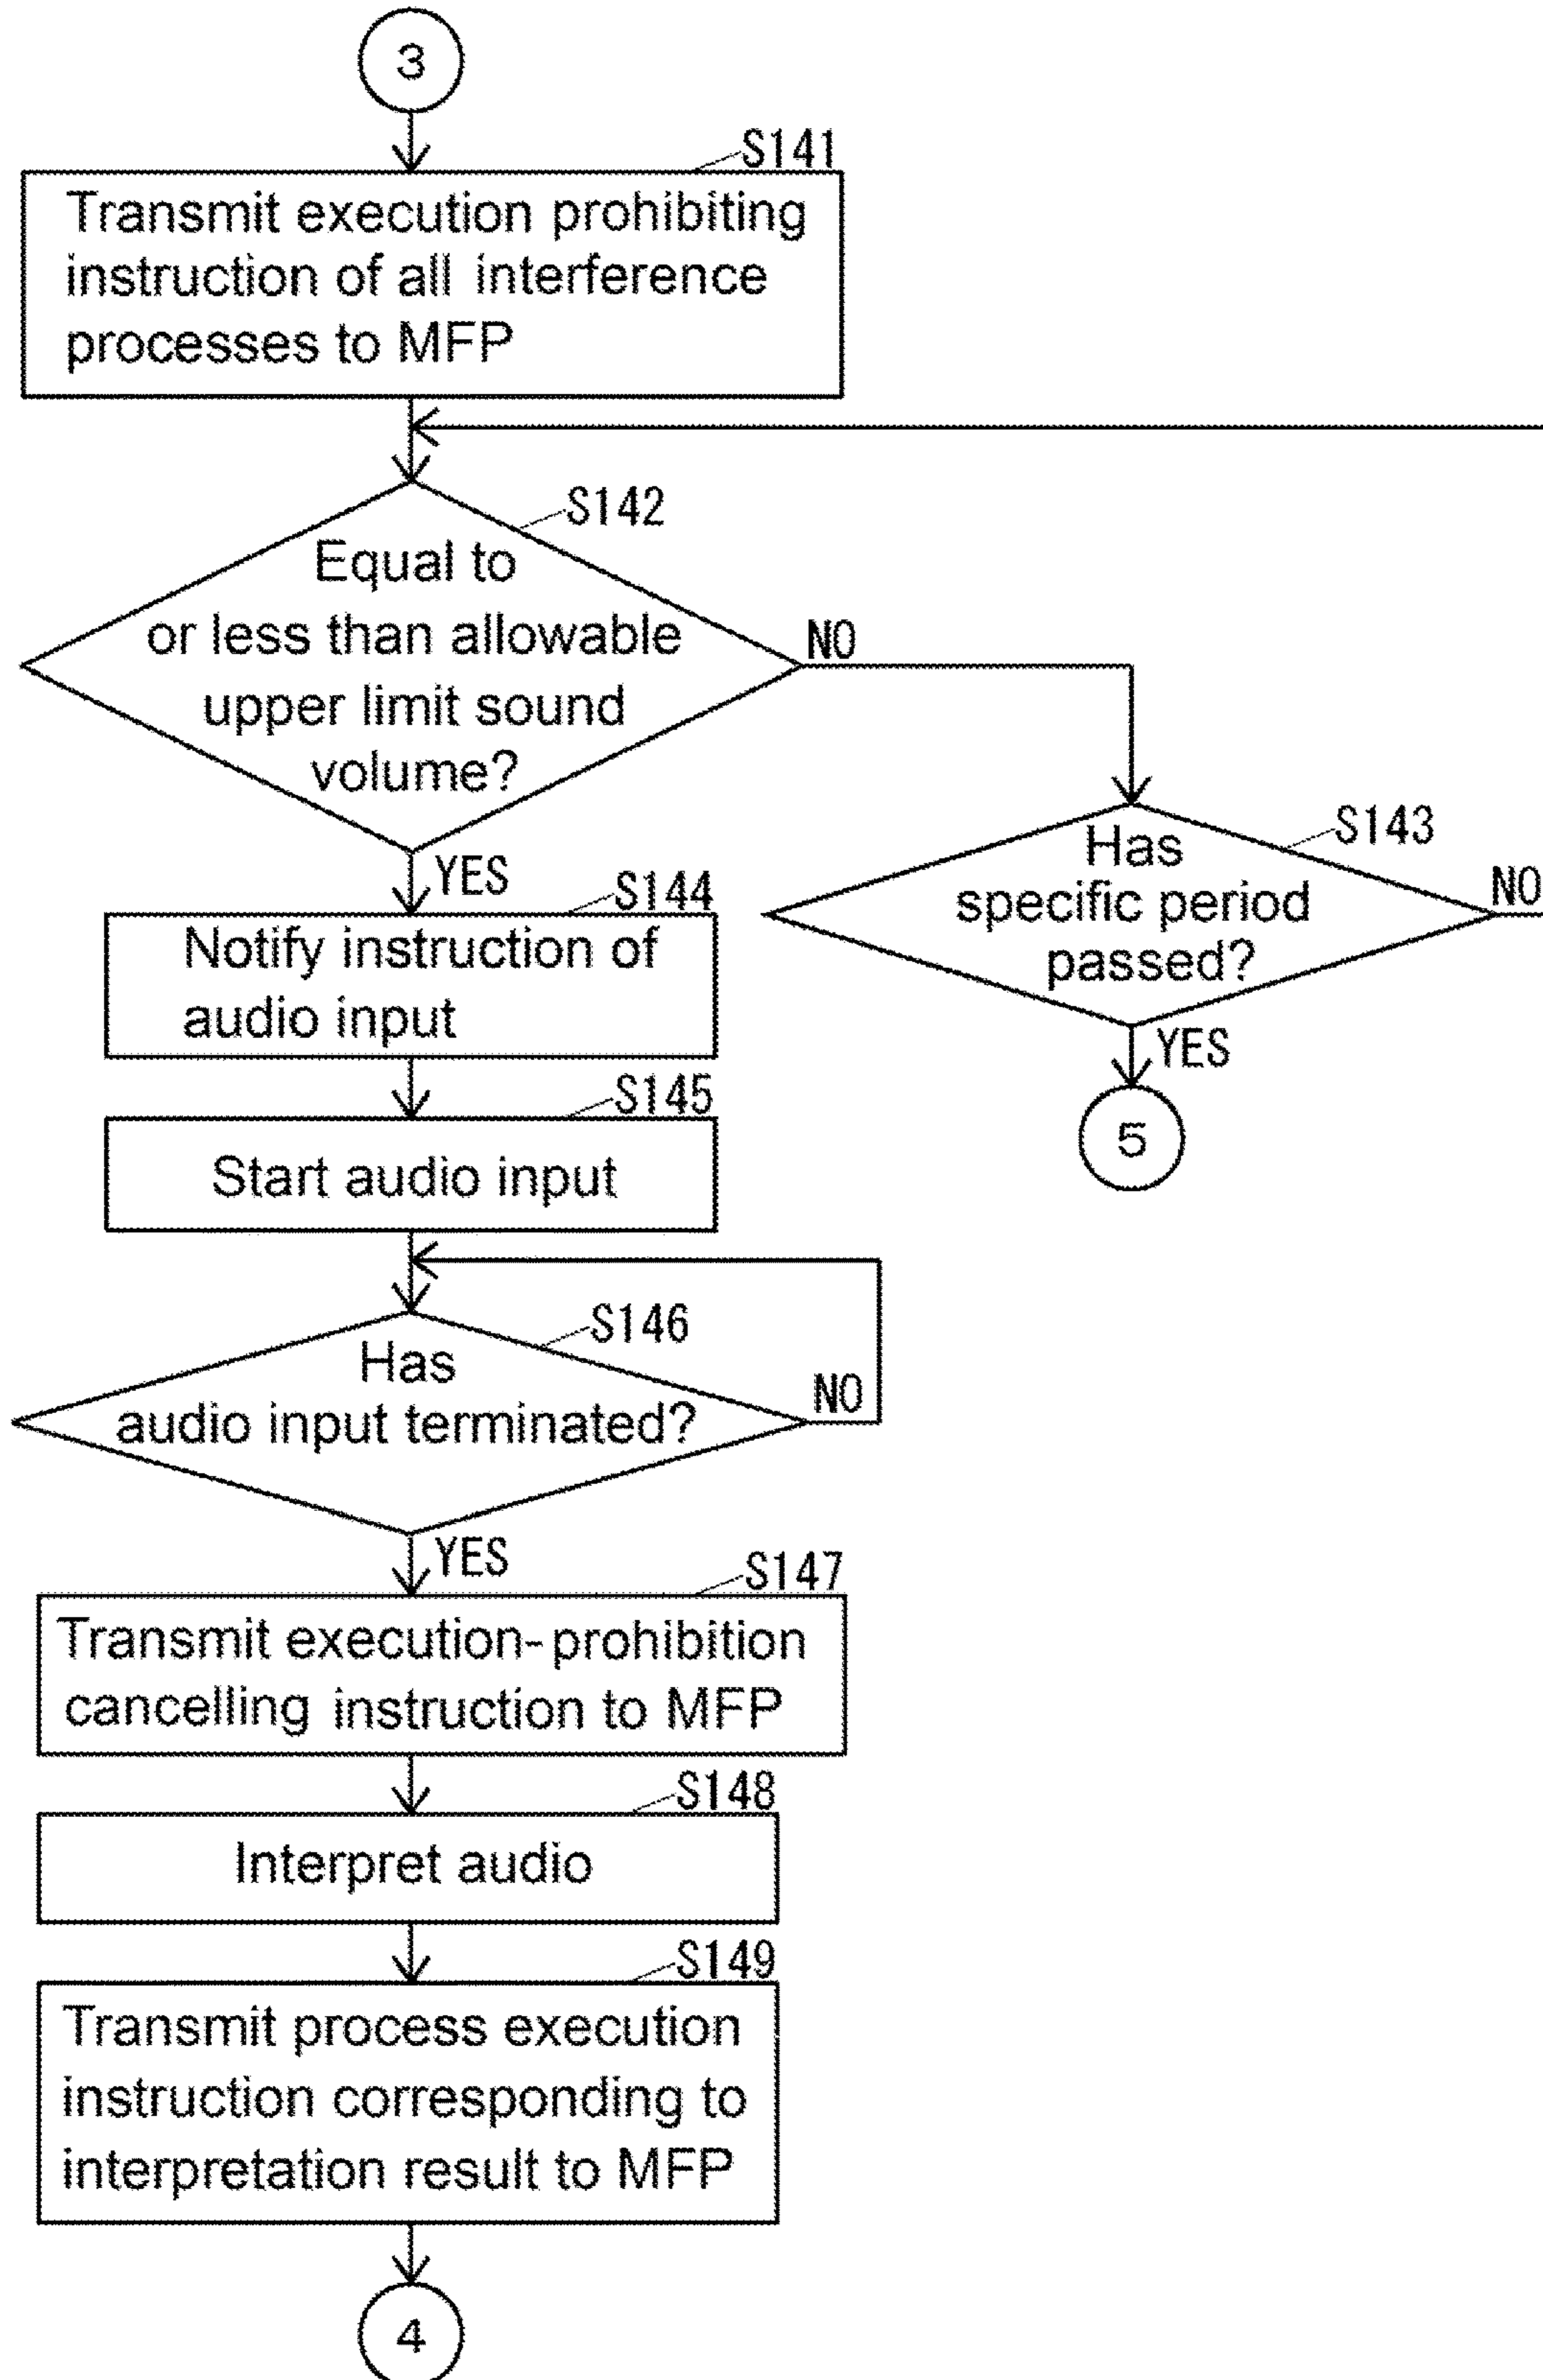 3
S141
Transmit execution prohibiting
instruction of all interference
processes to MFP
S142
Equal to
or less than allowable
upper limit sound
volume?
NO
YES
S143
Has
specific period
passed?
NO
YES
5
S144
Notify instruction of
audio input
S145
Start audio input
S146
Has
audio input terminated?
NO
YES
S147
Transmit execution-prohibition
cancelling instruction to MFP
S148
Interpret audio
S149
Transmit process execution
instruction corresponding to
interpretation result to MFP
4